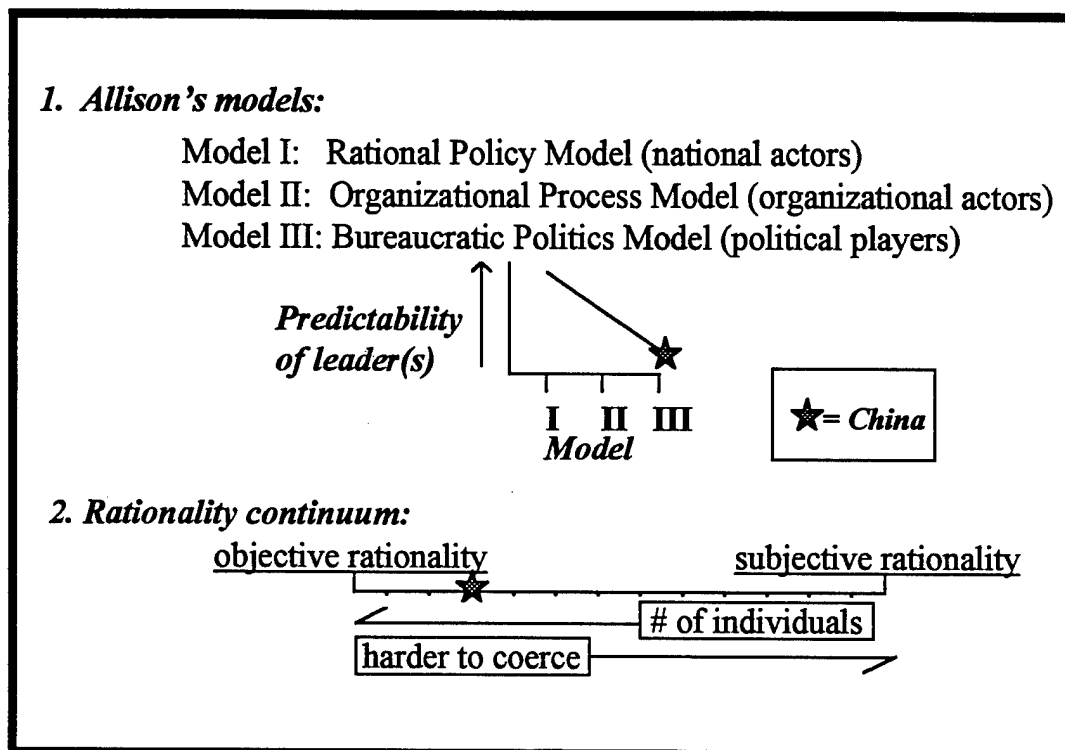 1. Allison's models:
Model I: Rational Policy Model (national actors)
Model II: Organizational Process Model (organizational actors)
Model III: Bureaucratic Politics Model (political players)
Predictability
of leader(s)
I II III
Model
= China
2. Rationality continuum:
objective rationality subjective rationality
# of individuals
harder to coerce